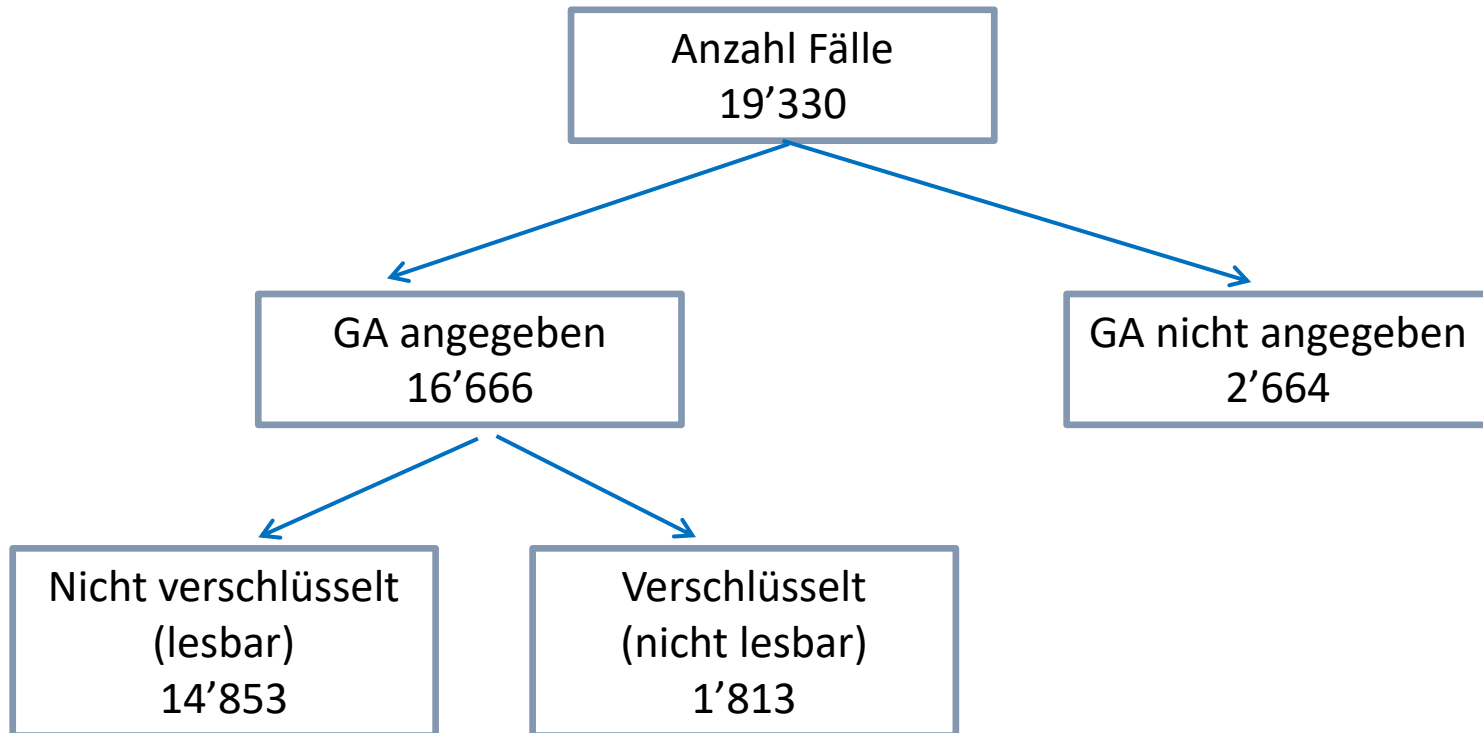 Anzahl Fälle
19’330
GA angegeben
16’666
GA nicht angegeben
2’664
Nicht verschlüsselt
(lesbar)
14’853
Verschlüsselt
(nicht lesbar)
1’813